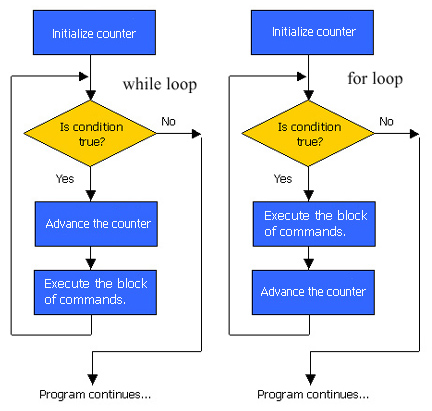 Initialize counter
while loop
Is condition
true?
No
Yes
Advance the counter
Execute the block
of commands.
Program continues...
Initialize counter
for loop
Is condition
true?
No
Yes
Execute the block
of commands.
Advance the counter
Program continues...